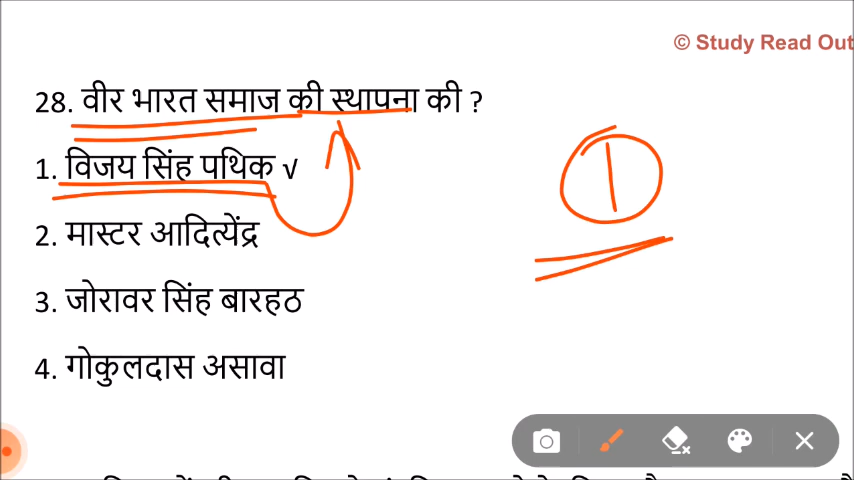 © Study Read Out
28. वीर भारत समाज की स्थापना की ?
1. विजय सिंह पथिक √
2. मास्टर आदित्येंद्र
3. जोरावर सिंह बारहठ
4. गोकुलदास असावा
1